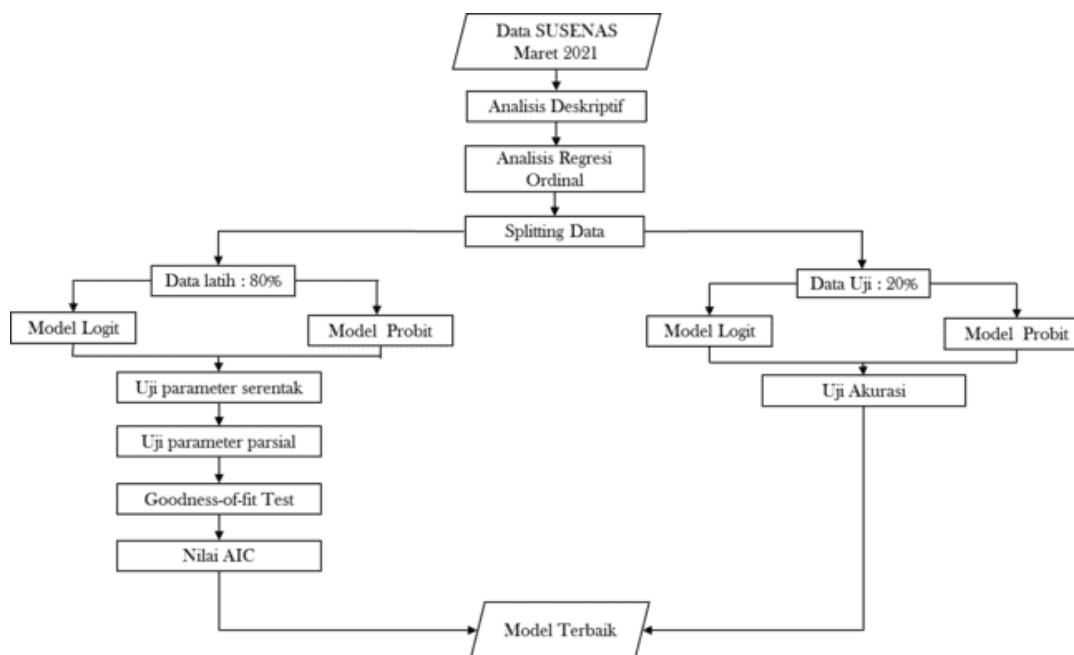 Data SUSENAS
Maret 2021
Analisis Deskriptif
Analisis Regresi
Ordinal
Splitting Data
Data latih : 80%
Model Logit
Model Probit
Uji parameter serentak
Uji parameter parsial
Goodness-of-fit Test
Nilai AIC
Data Uji : 20%
Model Logit
Model Probit
Uji Akurasi
Model Terbaik